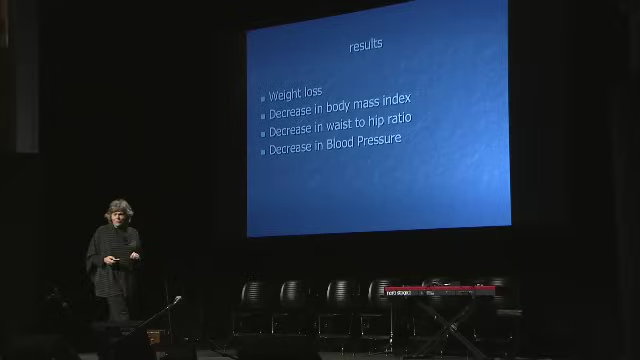 results
Weight loss
Decrease in body mass index
Decrease in waist to hip ratio
Decrease in Blood Pressure